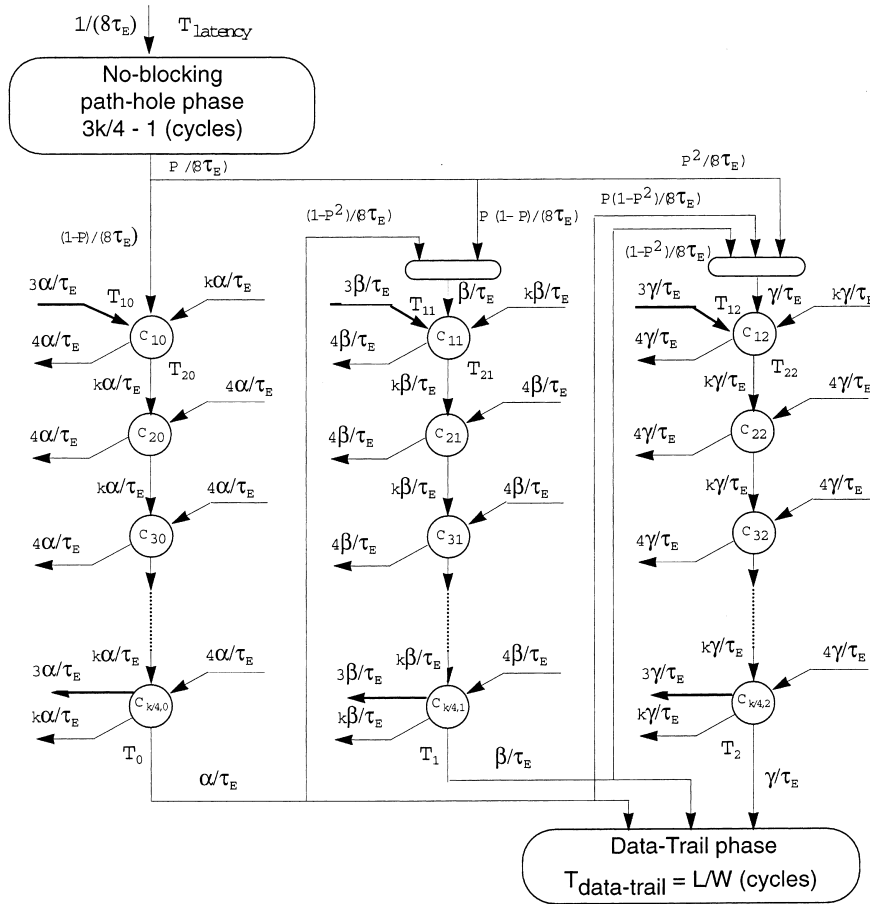 1/(8τE) Tlatency
No-blocking
path-hole phase
3k/4 - 1 (cycles)
P /(8τE)
P²/(8τE)
(1-P²)/(8τE)
P (1- P)/(8τE)
P(1-P²)/(8τE)
(1-P)/(8τE)
(1-P²)/(8τE)
3α/τE
T10
kα/τE
3β/τE
T11
β/τE
kβ/τE
3γ/τE
T12
γ/τE
kγ/τE
C10
C11
C12
4α/τE
T20
4β/τE
T21
4γ/τE
T22
kα/τE
4α/τE
kβ/τE
4β/τE
kγ/τE
4γ/τE
C20
C21
C22
4α/τE
4β/τE
4γ/τE
kα/τE
4α/τE
kβ/τE
4β/τE
kγ/τE
4γ/τE
C30
C31
C32
4α/τE
4β/τE
4γ/τE
kα/τE
4α/τE
kβ/τE
4β/τE
kγ/τE
4γ/τE
3α/τE
3β/τE
3γ/τE
Ck/4,0
Ck/4,1
Ck/4,2
kα/τE
kβ/τE
kγ/τE
T0
T1
T2
α/τE
β/τE
γ/τE
Data-Trail phase
Tdata-trail = L/W (cycles)